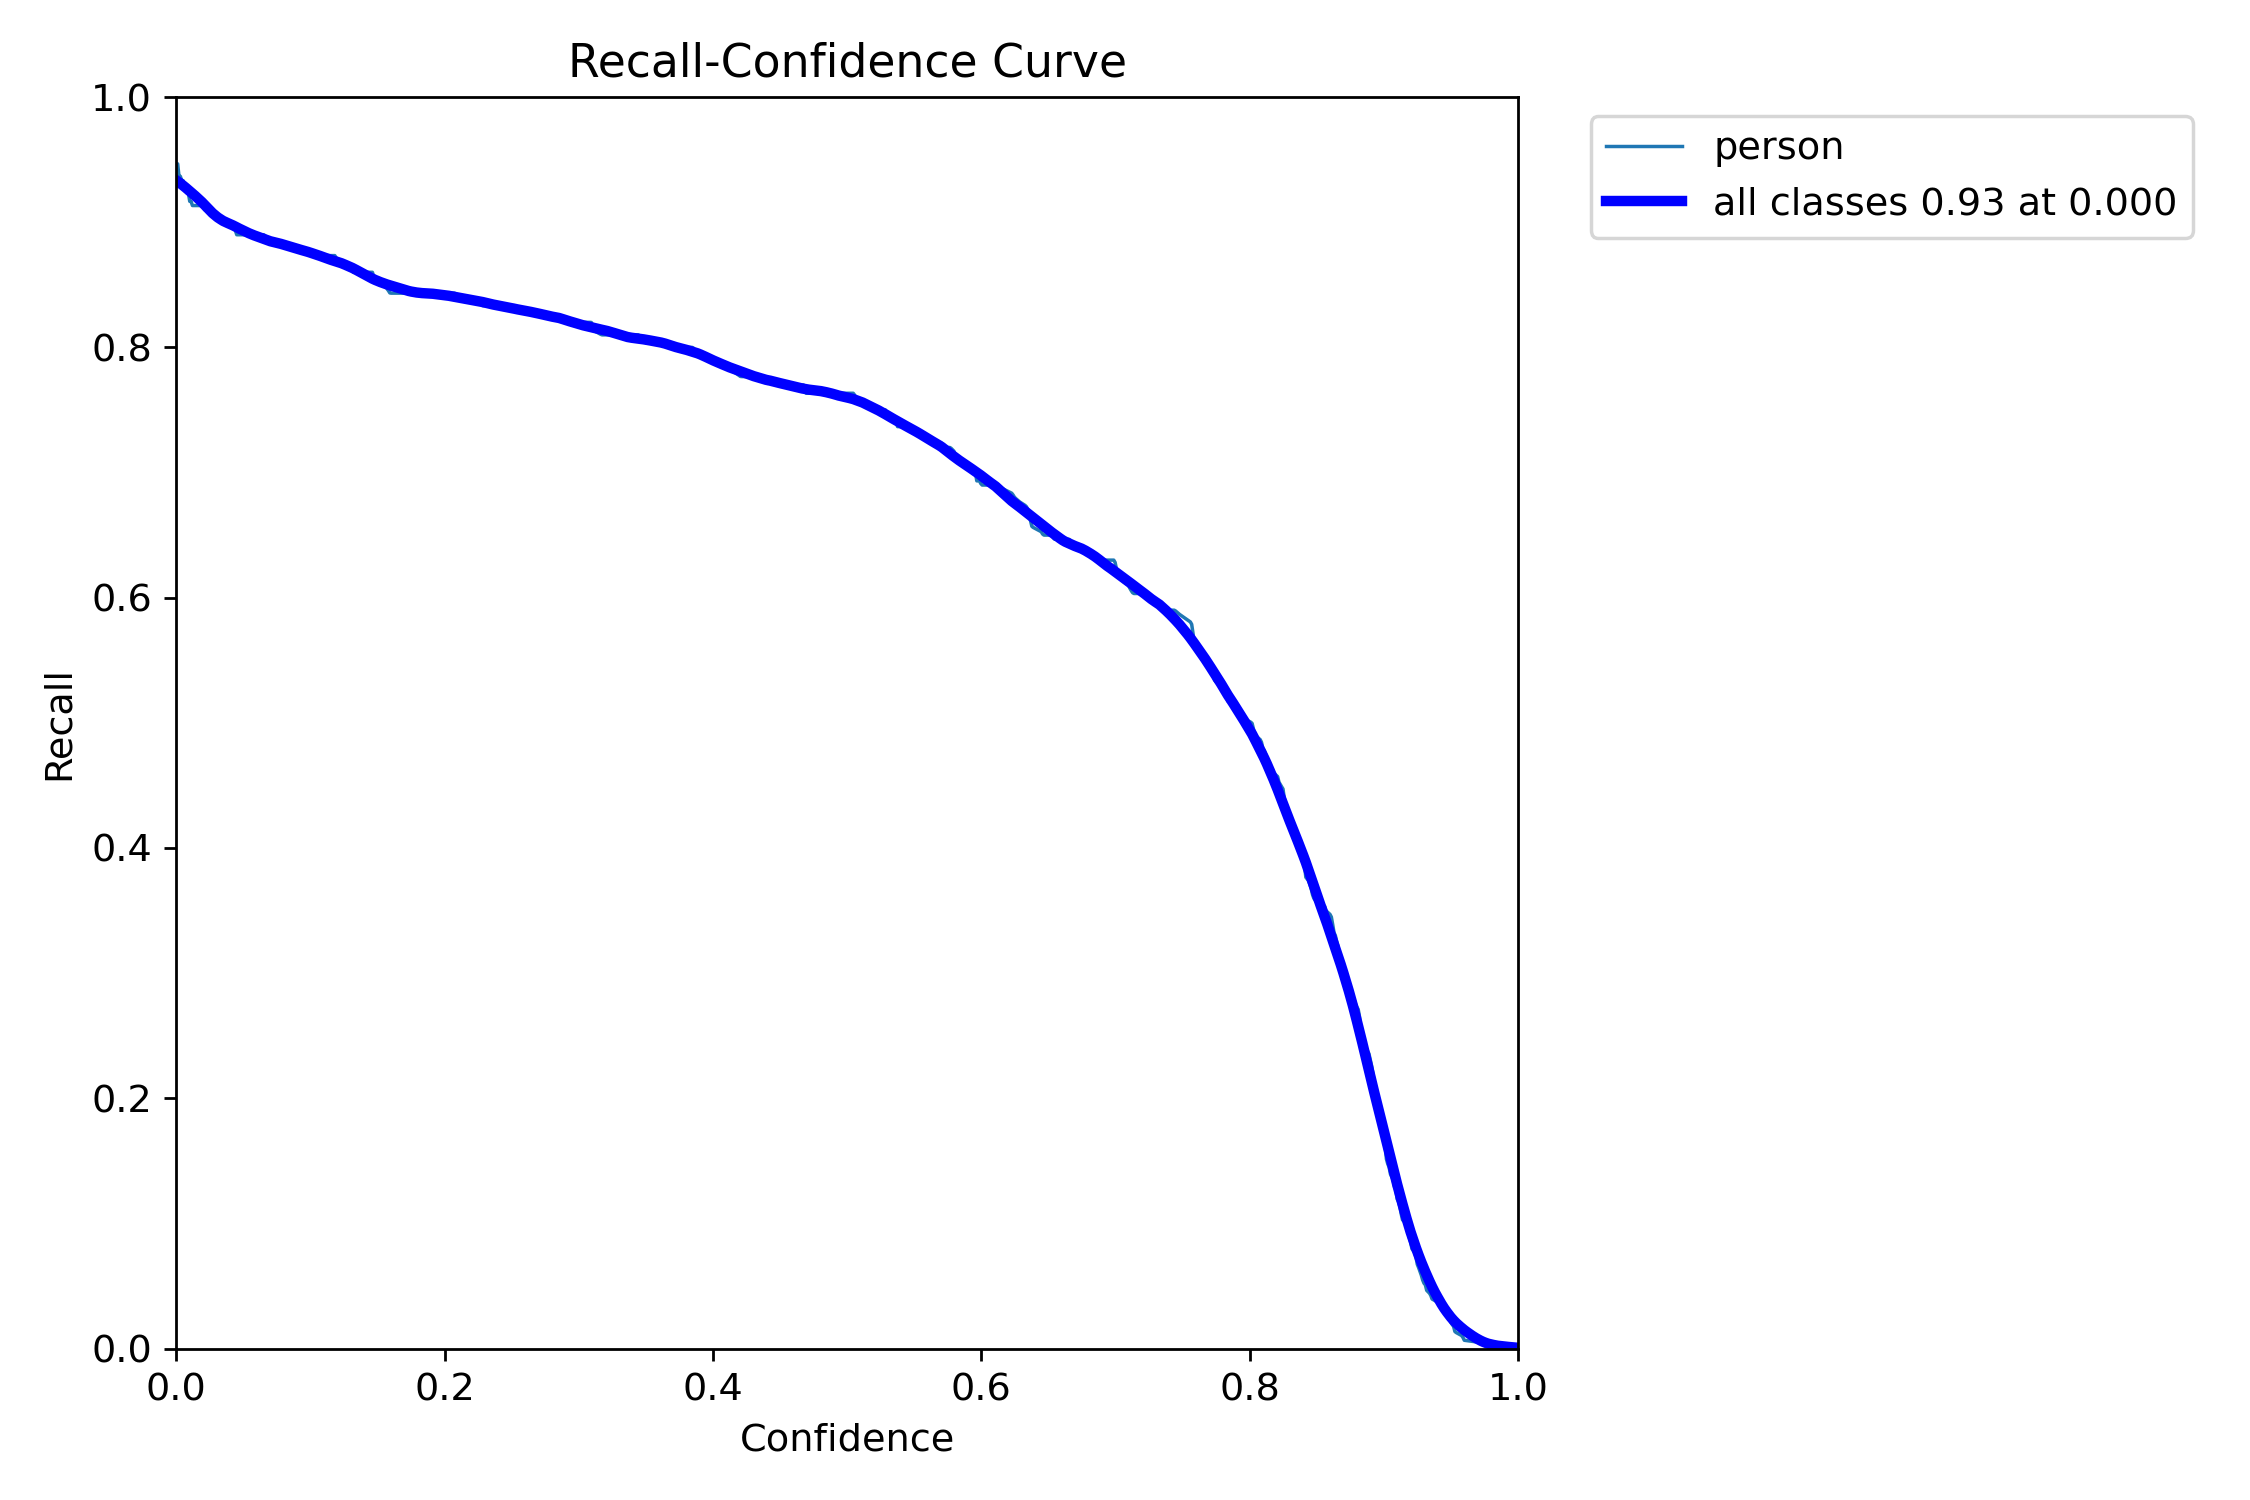 Recall-Confidence Curve
1.0
0.8
0.6
0.4
0.2
0.0
Recall
0.0 0.2 0.4 0.6 0.8 1.0
Confidence
person
all classes 0.93 at 0.000